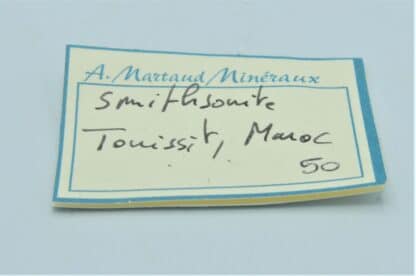 A. Martaud Minéraux
Smithsonite
Touissit, Maroc
50